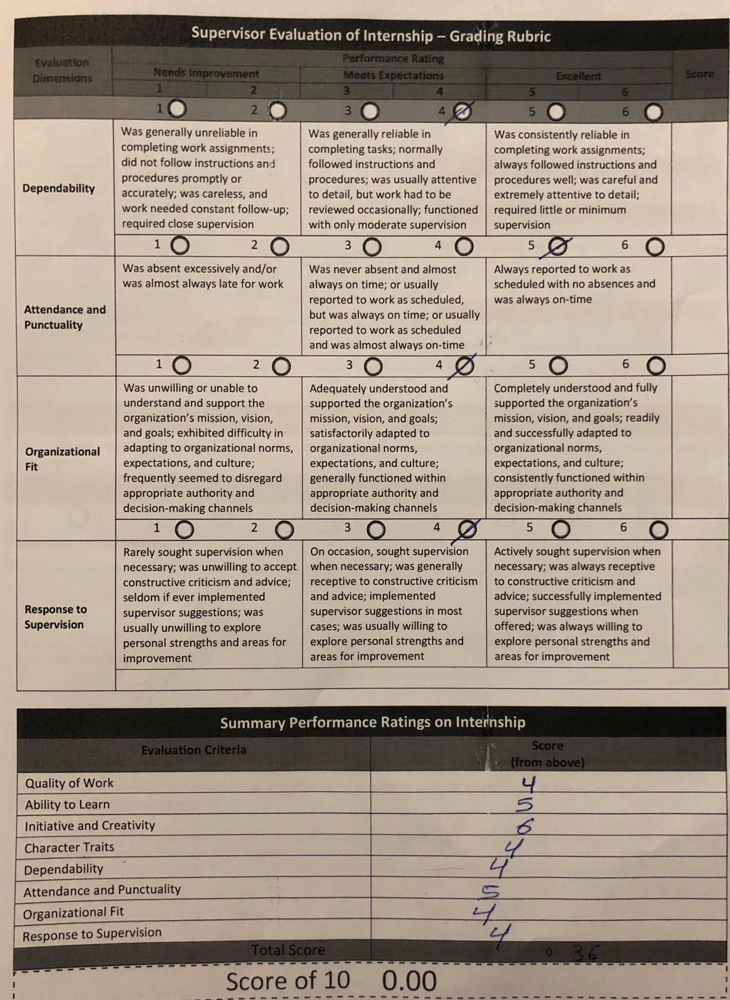 Supervisor Evaluation of Internship – Grading Rubric
Evaluation Dimensions
Performance Rating
Needs Improvement Meets Expectations Excellent Score
1 2 3 4 5 6
1 2 3 4 5 6
Dependability
Was generally unreliable in
completing work assignments;
did not follow instructions and
procedures promptly or
accurately; was careless, and
work needed constant follow-up;
required close supervision
Was generally reliable in
completing tasks; normally
followed instructions and
procedures; was usually attentive
to detail, but work had to be
reviewed occasionally; functioned
with only moderate supervision
Was consistently reliable in
completing work assignments;
always followed instructions and
procedures well; was careful and
extremely attentive to detail;
required little or minimum
supervision
1 2 3 4 5 6
Attendance and
Punctuality
Was absent excessively and/or
was almost always late for work
Was never absent and almost
always on time; or usually
reported to work as scheduled,
but was always on time; or usually
reported to work as scheduled
and was almost always on-time
Always reported to work as
scheduled with no absences and
was always on-time
1 2 3 4 5 6
Organizational
Fit
Was unwilling or unable to
understand and support the
organization's mission, vision,
and goals; exhibited difficulty in
adapting to organizational norms,
expectations, and culture;
frequently seemed to disregard
appropriate authority and
decision-making channels
Adequately understood and
supported the organization's
mission, vision, and goals;
satisfactorily adapted to
organizational norms,
expectations, and culture;
generally functioned within
appropriate authority and
decision-making channels
Completely understood and fully
supported the organization's
mission, vision, and goals; readily
and successfully adapted to
organizational norms,
expectations, and culture;
consistently functioned within
appropriate authority and
decision-making channels
1 2 3 4 5 6
Response to
Supervision
Rarely sought supervision when
necessary; was unwilling to accept
constructive criticism and advice;
seldom if ever implemented
supervisor suggestions; was
usually unwilling to explore
personal strengths and areas for
improvement
On occasion, sought supervision
when necessary; was generally
receptive to constructive criticism
and advice; implemented
supervisor suggestions in most
cases; was usually willing to
explore personal strengths and
areas for improvement
Actively sought supervision when
necessary; was always receptive
to constructive criticism and
advice; successfully implemented
supervisor suggestions when
offered; was always willing to
explore personal strengths and
areas for improvement
Summary Performance Ratings on Internship
Evaluation Criteria Score
(from above)
Quality of Work 4
Ability to Learn 5
Initiative and Creativity 6
Character Traits 4
Dependability 4
Attendance and Punctuality 5
Organizational Fit 4
Response to Supervision 4
Total Score 0 36
Score of 10 0.00